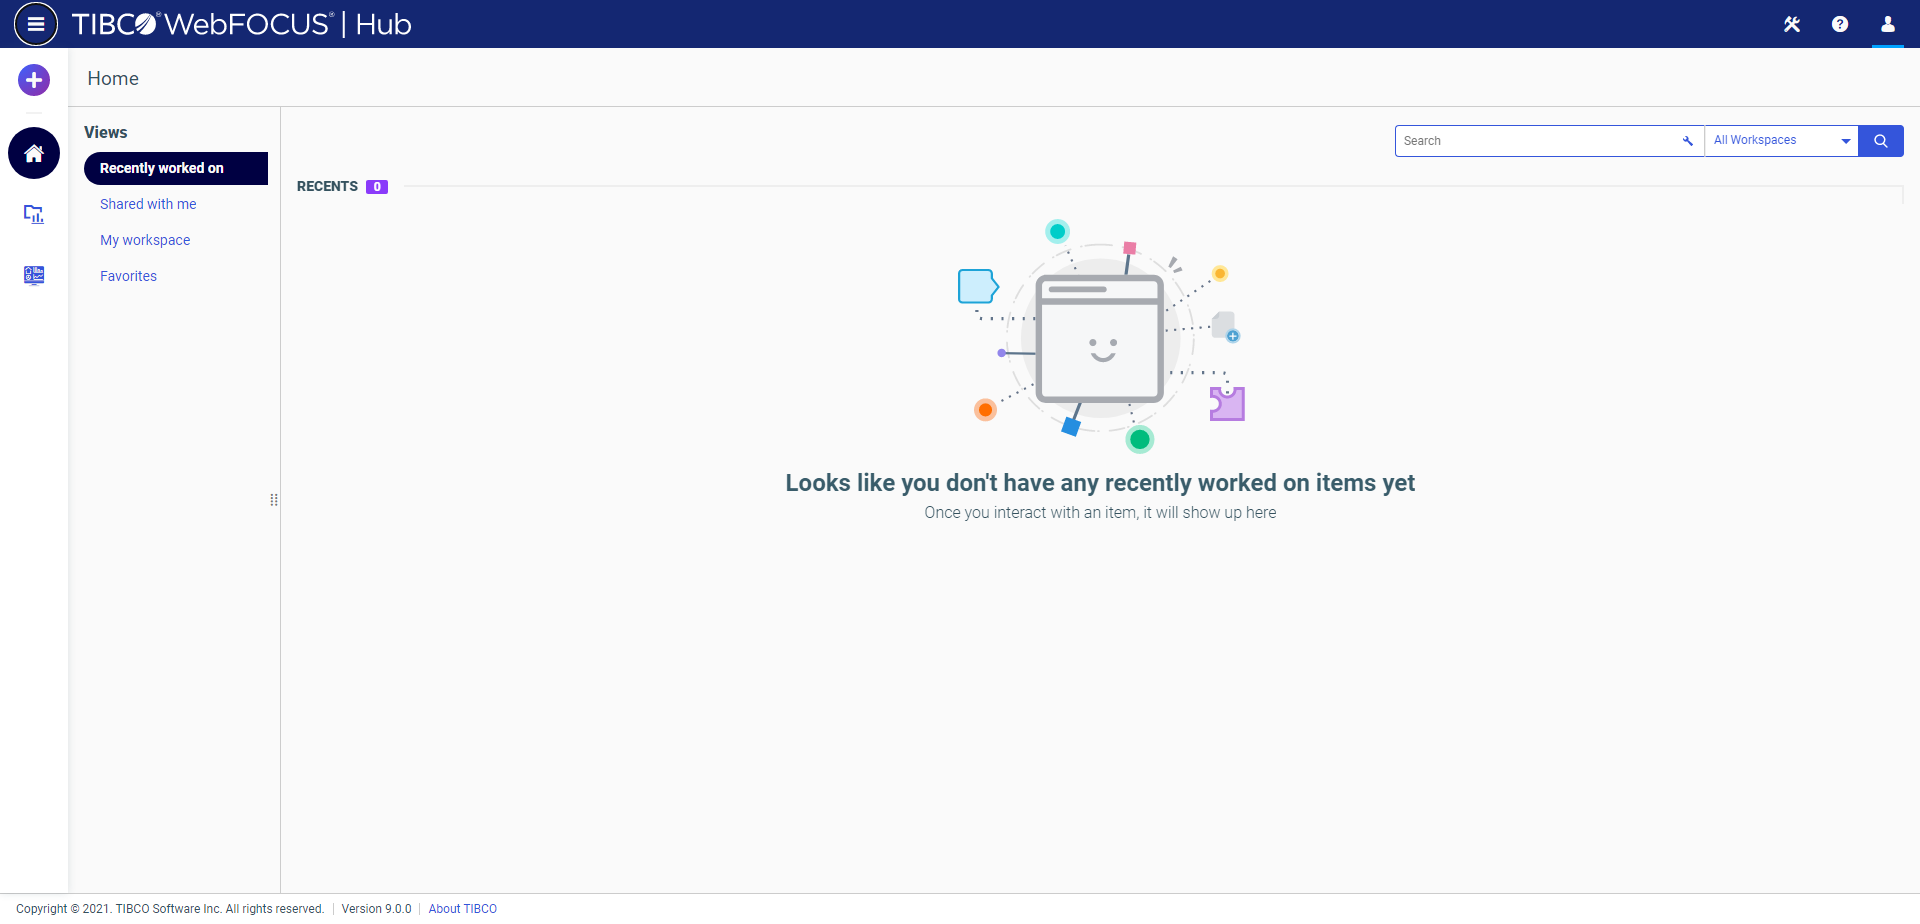 TIBCO® WebFOCUS® | Hub
Home
Views
Recently worked on
Shared with me
My workspace
Favorites
Search
All Workspaces
RECENTS 0
Looks like you don't have any recently worked on items yet
Once you interact with an item, it will show up here
Copyright © 2021. TIBCO Software Inc. All rights reserved. | Version 9.0.0 | About TIBCO